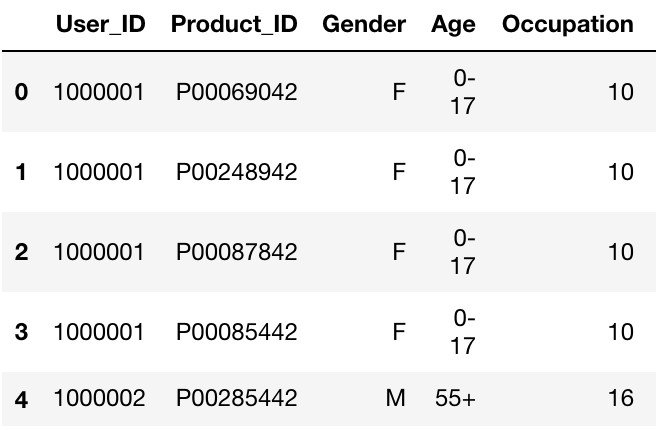 User_ID Product_ID Gender Age Occupation
0 1000001 P00069042 F 0-
17 10
1 1000001 P00248942 F 0-
17 10
2 1000001 P00087842 F 0-
17 10
3 1000001 P00085442 F 0-
17 10
4 1000002 P00285442 M 55+ 16